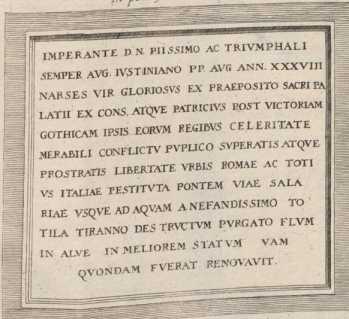 IMPERANTE D.N. PIISSIMO AC TRIVMPHALI
SEMPER AVG. IVSTINIANO PP. AVG ANN. XXXVIII
NARSES VIR GLORIOSVS EX PRAEPOSITO SACRI PA
LATII EX CONS. ATQVE PATRICIVS POST VICTORIAM
GOTHICAM IPSIS EORVM REGIBVS CELERITATE
MERABILI CONFLICTV PVPLICO SVPERATIS ATQVE
PROSTRATIS LIBERTATE VRBIS ROMAE AC TOTI
VS ITALIAE RESTITVTA PONTEM VIAE SALA
RIAE VSQVE AD AQVAM A NEFANDISSIMO TO
TILA TIRANNO DESTRVCTVM PVRGATO FLVM
IN ALVE IN MELIOREM STATVM VAM
QVONDAM FVERAT RENOVAVIT.